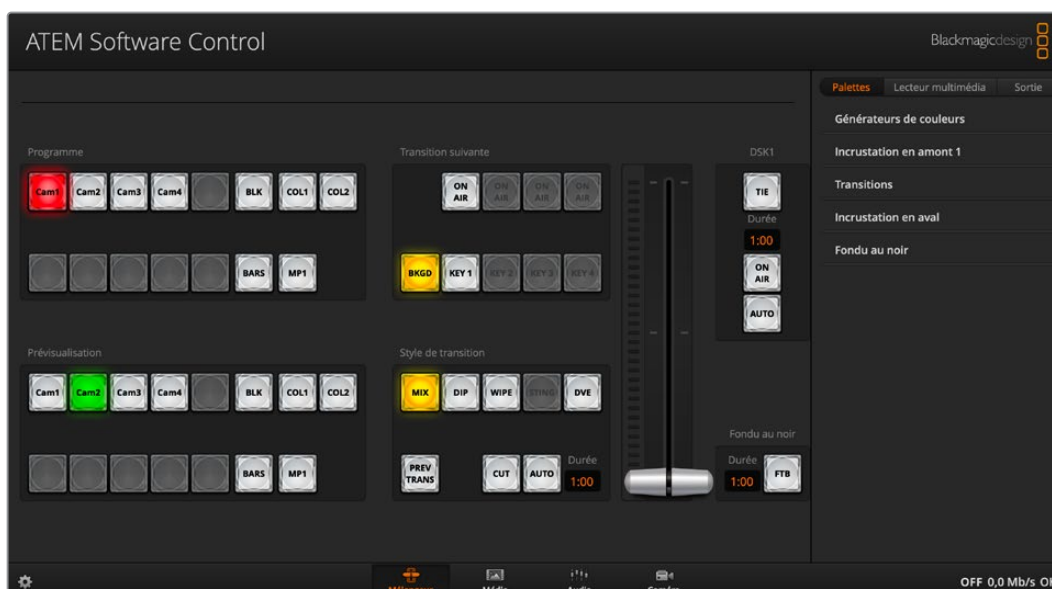 ATEM Software Control
Blackmagicdesign
Palettes Lecteur multimédia Sortie
Générateurs de couleurs
Incrustation en amont 1
Transitions
Incrustation en aval
Fondu au noir
Programme
Cam1 Cam2 Cam3 Cam4 BLK COL1 COL2
BARS MP1
Transition suivante
ON AIR ON AIR ON AIR ON AIR
BKGD KEY 1 KEY 2 KEY 3 KEY 4
DSK1
TIE
Durée
1:00
ON AIR
AUTO
Prévisualisation
Cam1 Cam2 Cam3 Cam4 BLK COL1 COL2
BARS MP1
Style de transition
MIX DIP WIPE STING DVE
PREV TRANS CUT AUTO Durée 1:00
Fondu au noir
Durée
1:00 FTB
Média Audio Caméra
OFF 0,0 Mb/s